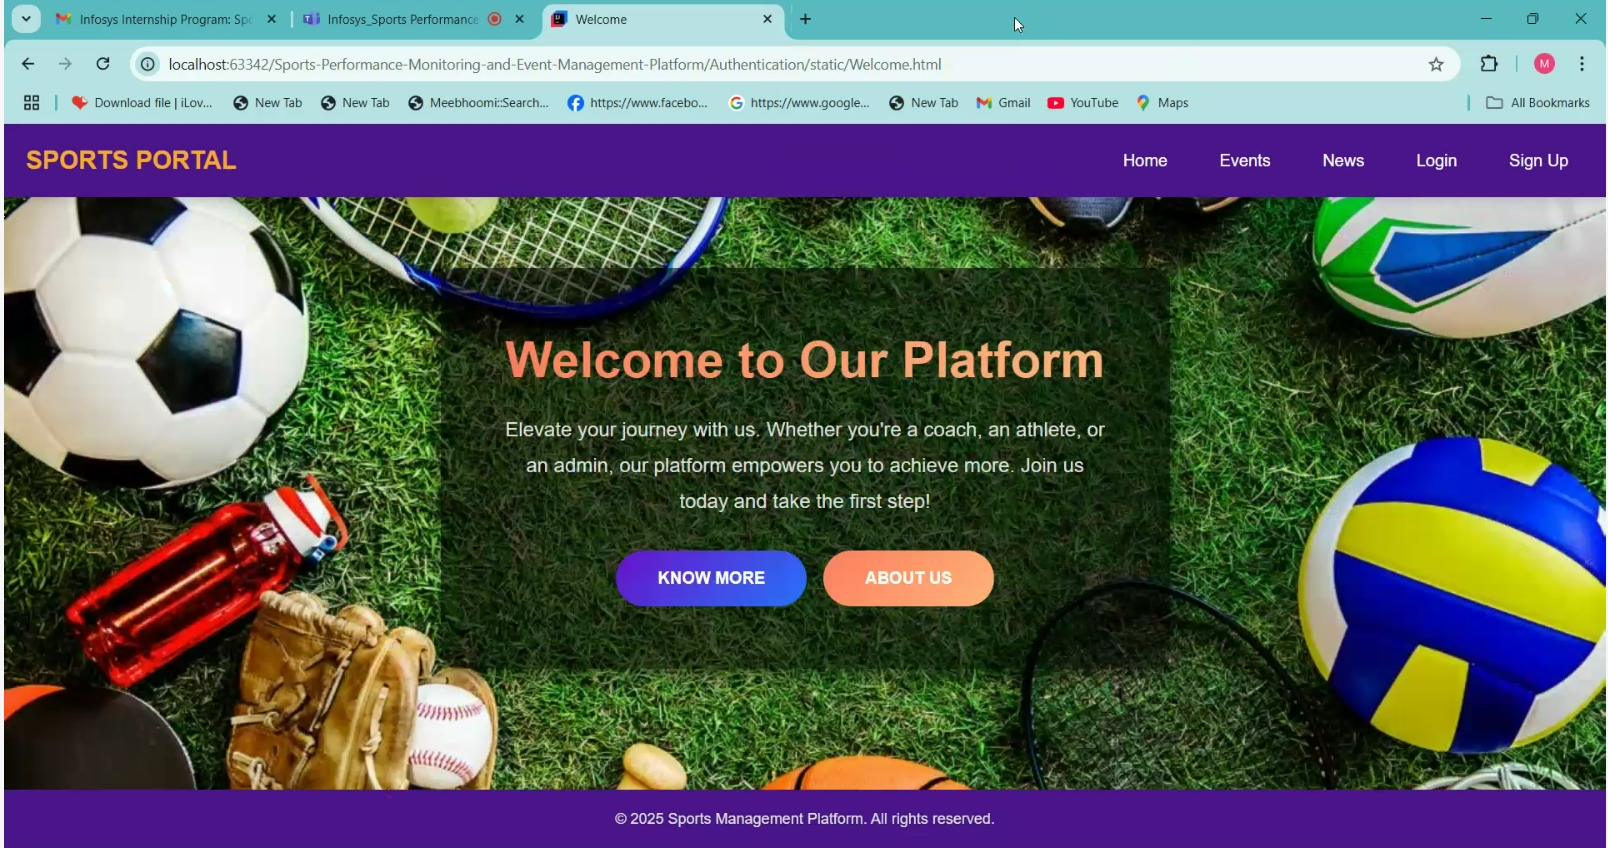 Infosys Internship Program: Spo
Infosys_Sports Performance
Welcome
localhost:63342/Sports-Performance-Monitoring-and-Event-Management-Platform/Authentication/static/Welcome.html
M
Download file | iLov...
New Tab
New Tab
Meebhoomi::Search...
https://www.facebo...
https://www.google...
New Tab
Gmail
YouTube
Maps
All Bookmarks
SPORTS PORTAL
Home
Events
News
Login
Sign Up
Welcome to Our Platform
Elevate your journey with us. Whether you're a coach, an athlete, or
an admin, our platform empowers you to achieve more. Join us
today and take the first step!
KNOW MORE
ABOUT US
© 2025 Sports Management Platform. All rights reserved.